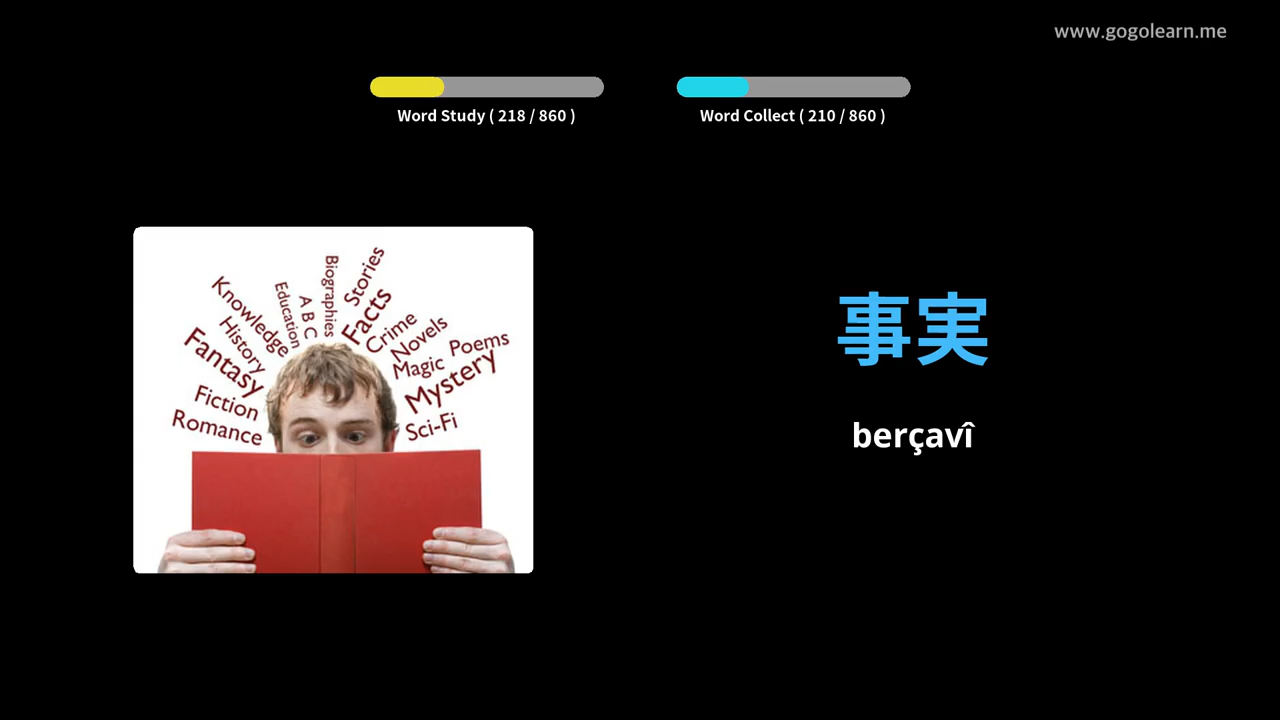 www.gogolearn.me
Word Study ( 218 / 860 )
Word Collect ( 210 / 860 )
Knowledge
History
Fantasy
Fiction
Romance
Education
A B C
Biographies
Stories
Facts
Crime
Novels
Magic
Poems
Mystery
Sci-Fi
事実
berçavî